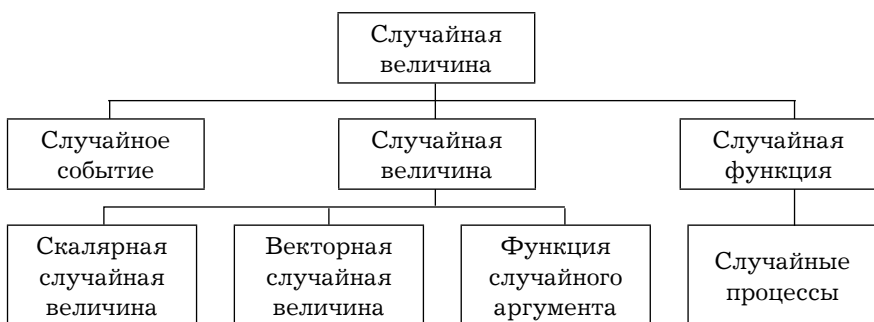 Случайная
величина
Случайное
событие
Случайная
величина
Случайная
функция
Скалярная
случайная
величина
Векторная
случайная
величина
Функция
случайного
аргумента
Случайные
процессы